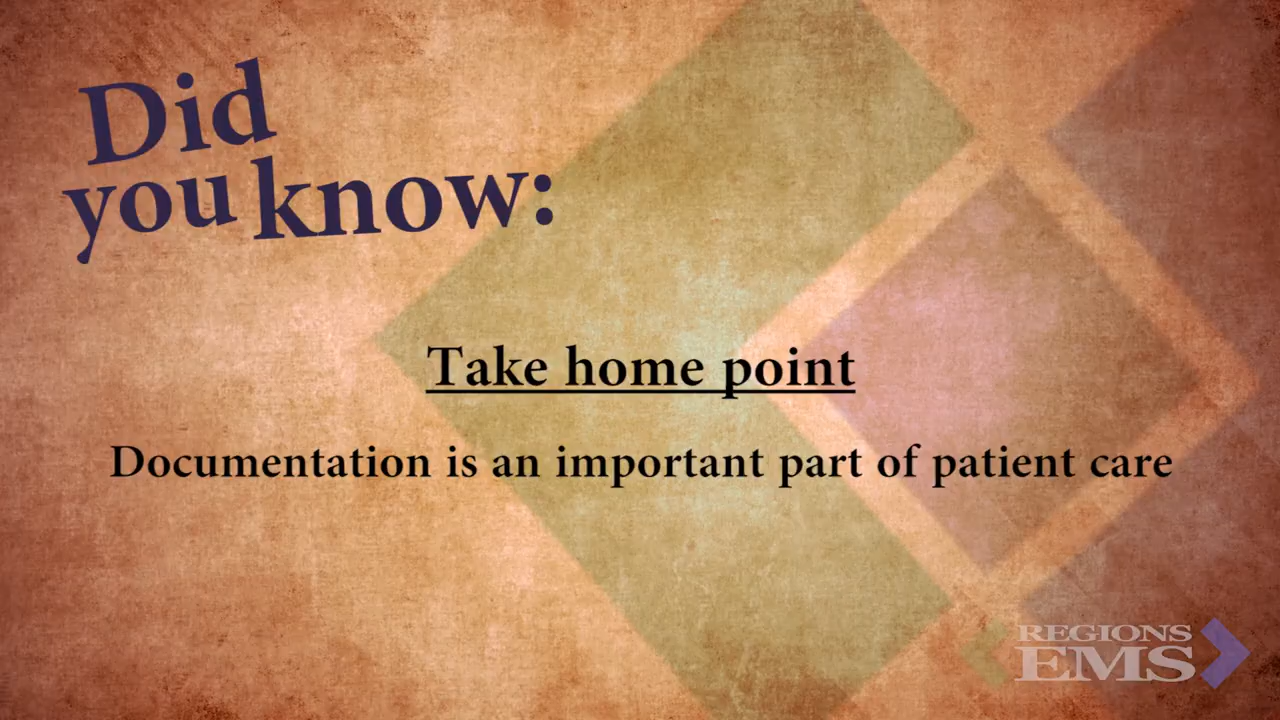 Did
you know:
Take home point
Documentation is an important part of patient care
REGIONS
EMS